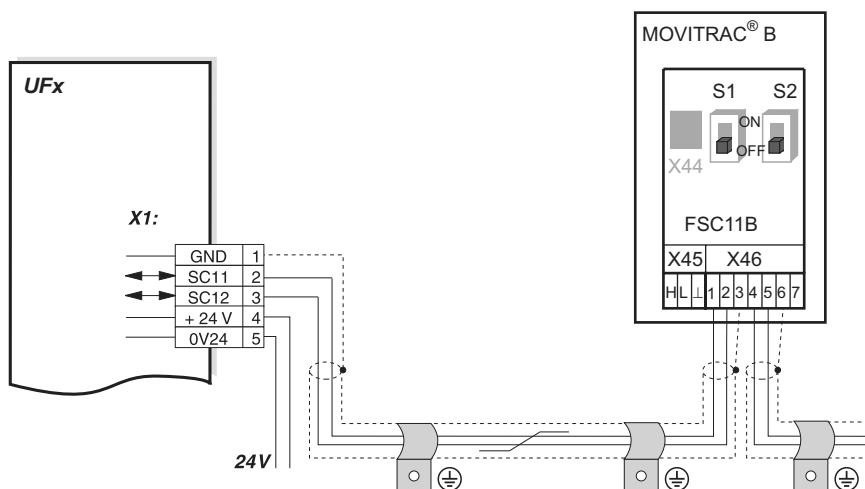 MOVITRAC® B
UFx
S1 S2
ON
OFF
X44
X1:
FSC11B
GND 1
SC11 2
SC12 3
+ 24 V 4
0V24 5
X45 X46
H L ⊥ 1 2 3 4 5 6 7
24V